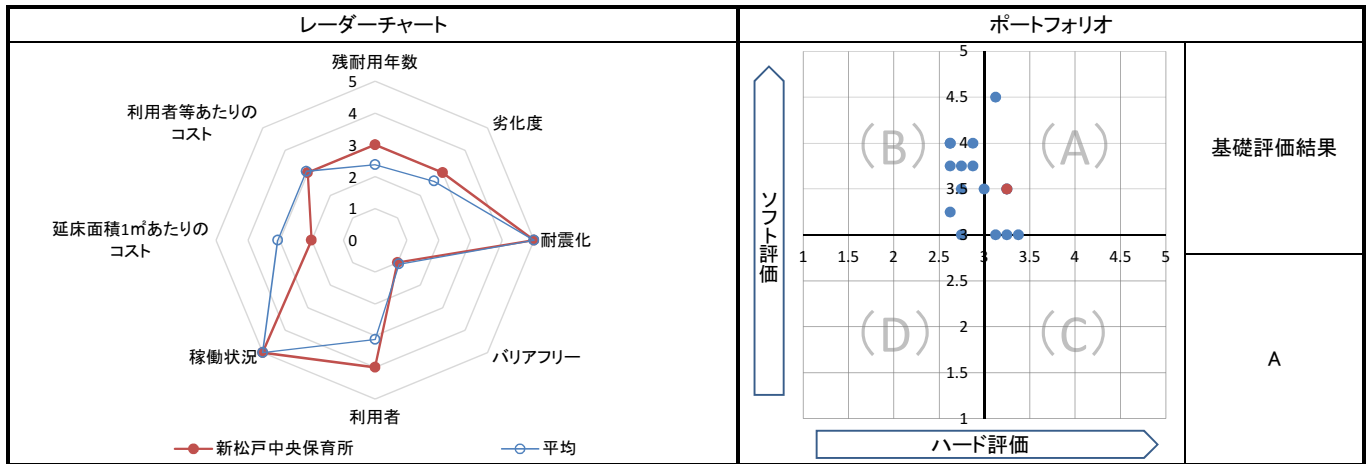 レーダーチャート
残耐用年数
劣化度
耐震化
バリアフリー
利用者
稼働状況
延床面積1㎡あたりの
コスト
利用者等あたりの
コスト
5
4
3
2
1
0
新松戸中央保育所
平均
ポートフォリオ
ソフト評価
5
4.5
4
3.5
3
2.5
2
1.5
1
1 1.5 2 2.5 3 3.5 4 4.5 5
(B)
(A)
(D)
(C)
ハード評価
基礎評価結果
A